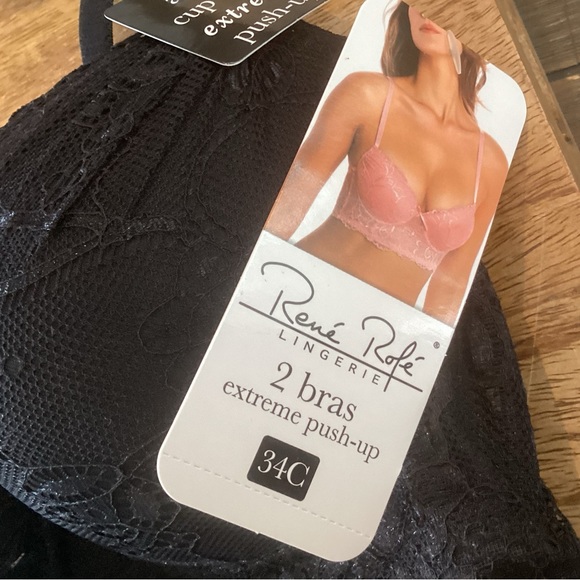 cup
extre
push-u
René Rofé®
LINGERIE
2 bras
extreme push-up
34C